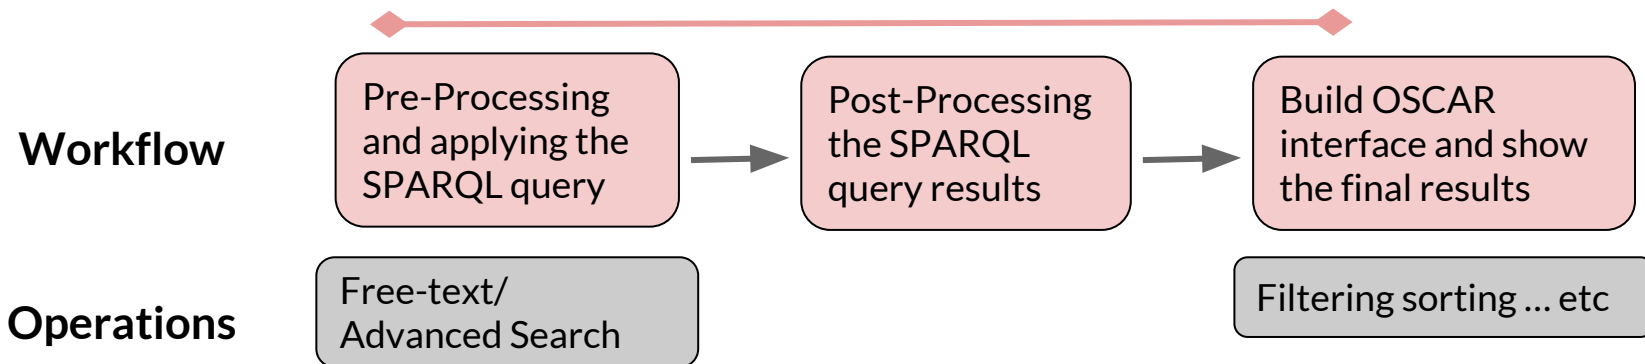 Workflow
Pre-Processing
and applying the
SPARQL query
Post-Processing
the SPARQL
query results
Build OSCAR
interface and show
the final results
Operations
Free-text/
Advanced Search
Filtering sorting ... etc